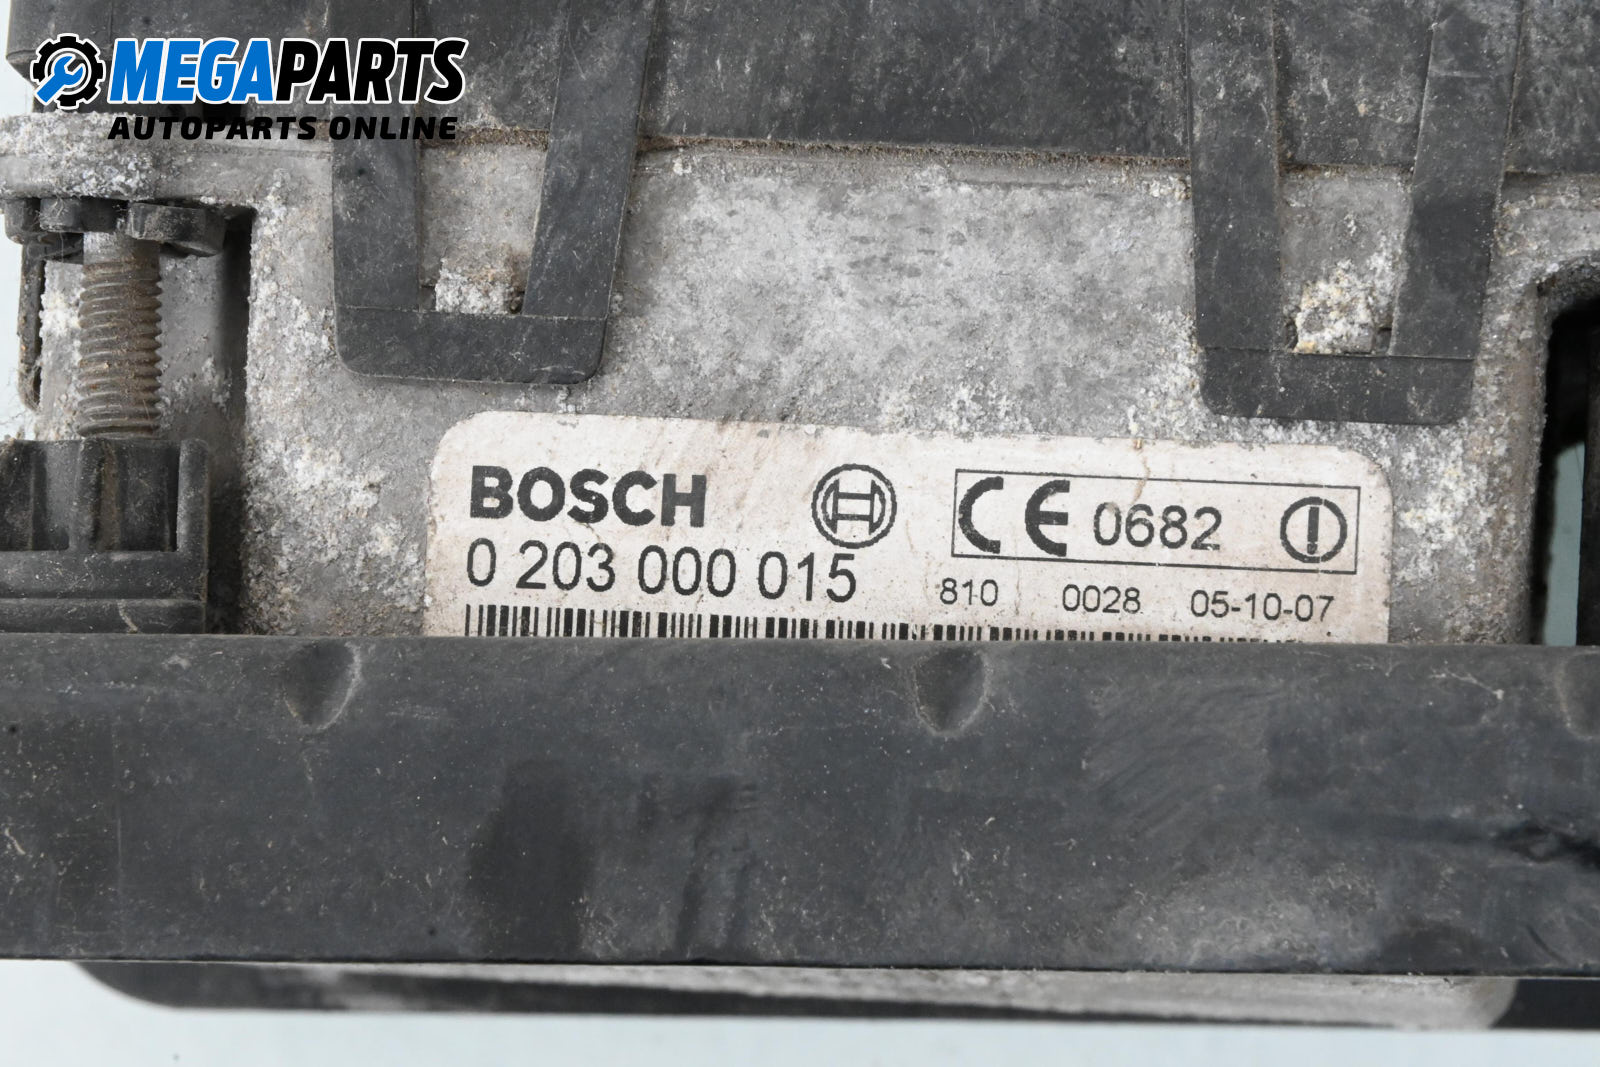 MEGAPARTS
AUTOPARTS ONLINE
BOSCH
CE 0682
0 203 000 015
810 0028 05-10-07